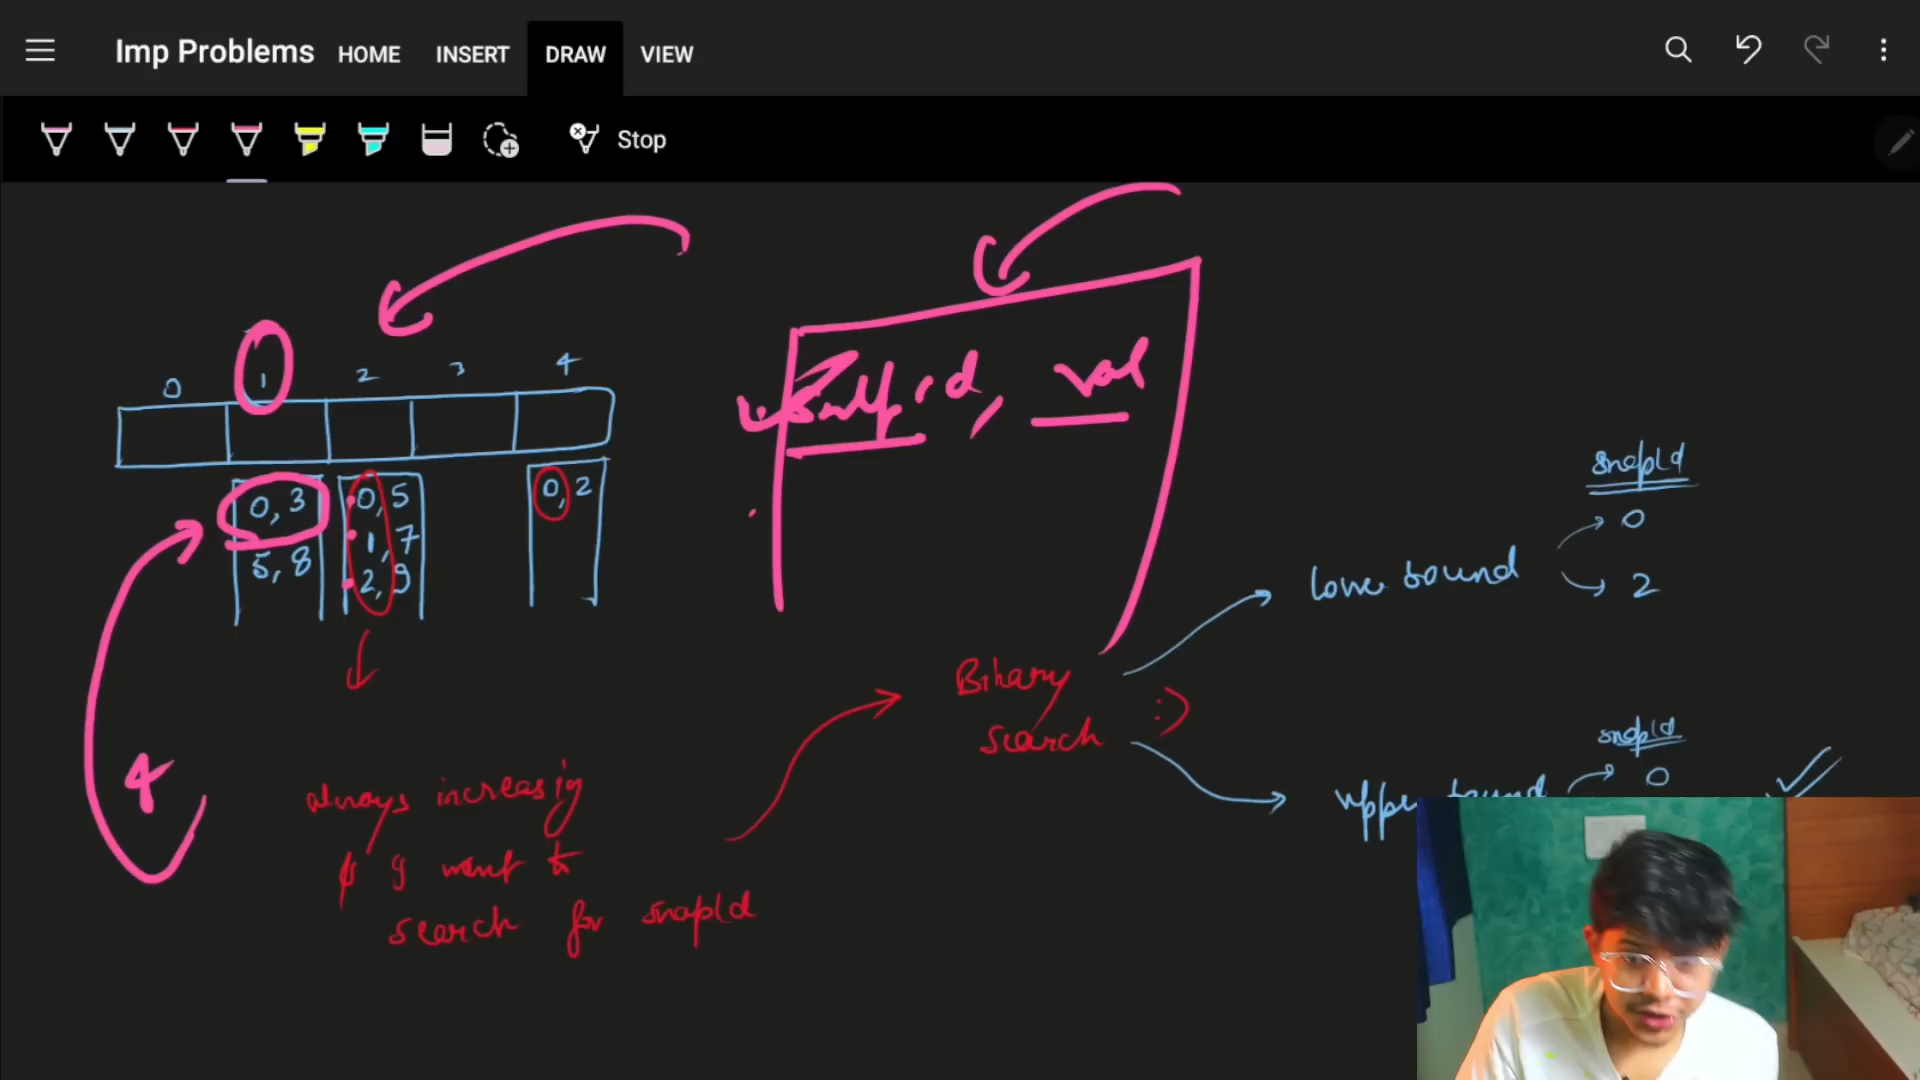 Imp Problems HOME INSERT DRAW VIEW
Stop
0 1 2 3 4
0, 3
5, 8
0, 5
1, 7
2, 9
0, 2
id, val
Binary
search :)
lower bound
snapId
0
2
snapId
0
4
always increasing
I want to
search for snapId